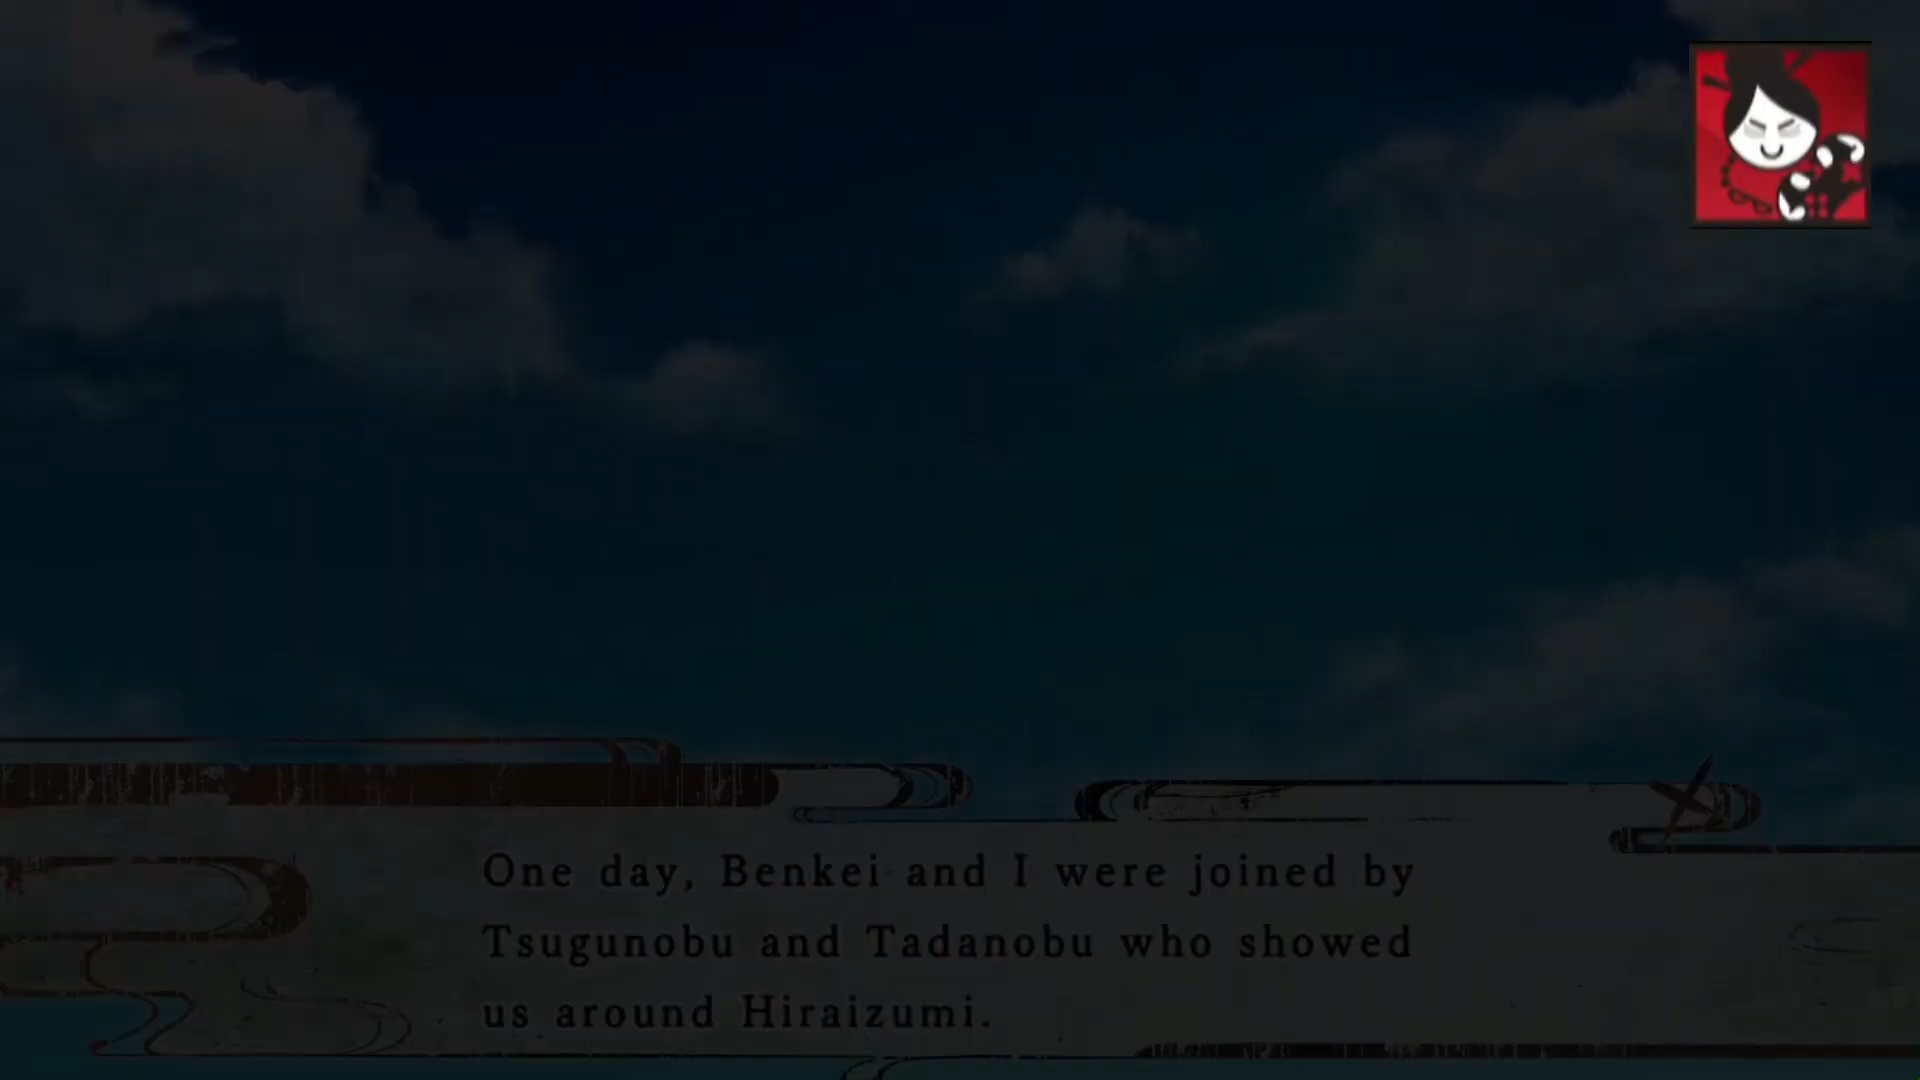 One day, Benkei and I were joined by
Tsugunobu and Tadanobu who showed
us around Hiraizumi.